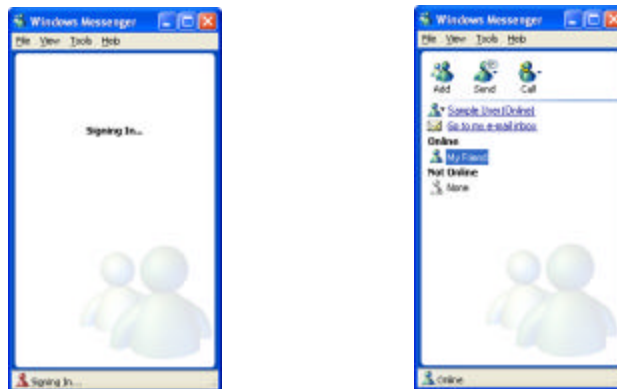 Windows Messenger
File View Tools Help
Signing In...
Signing In...
Windows Messenger
File View Tools Help
Add Send Call
Sample User (Online)
Go to my e-mail inbox
Online
My Friend
Not Online
None
Online